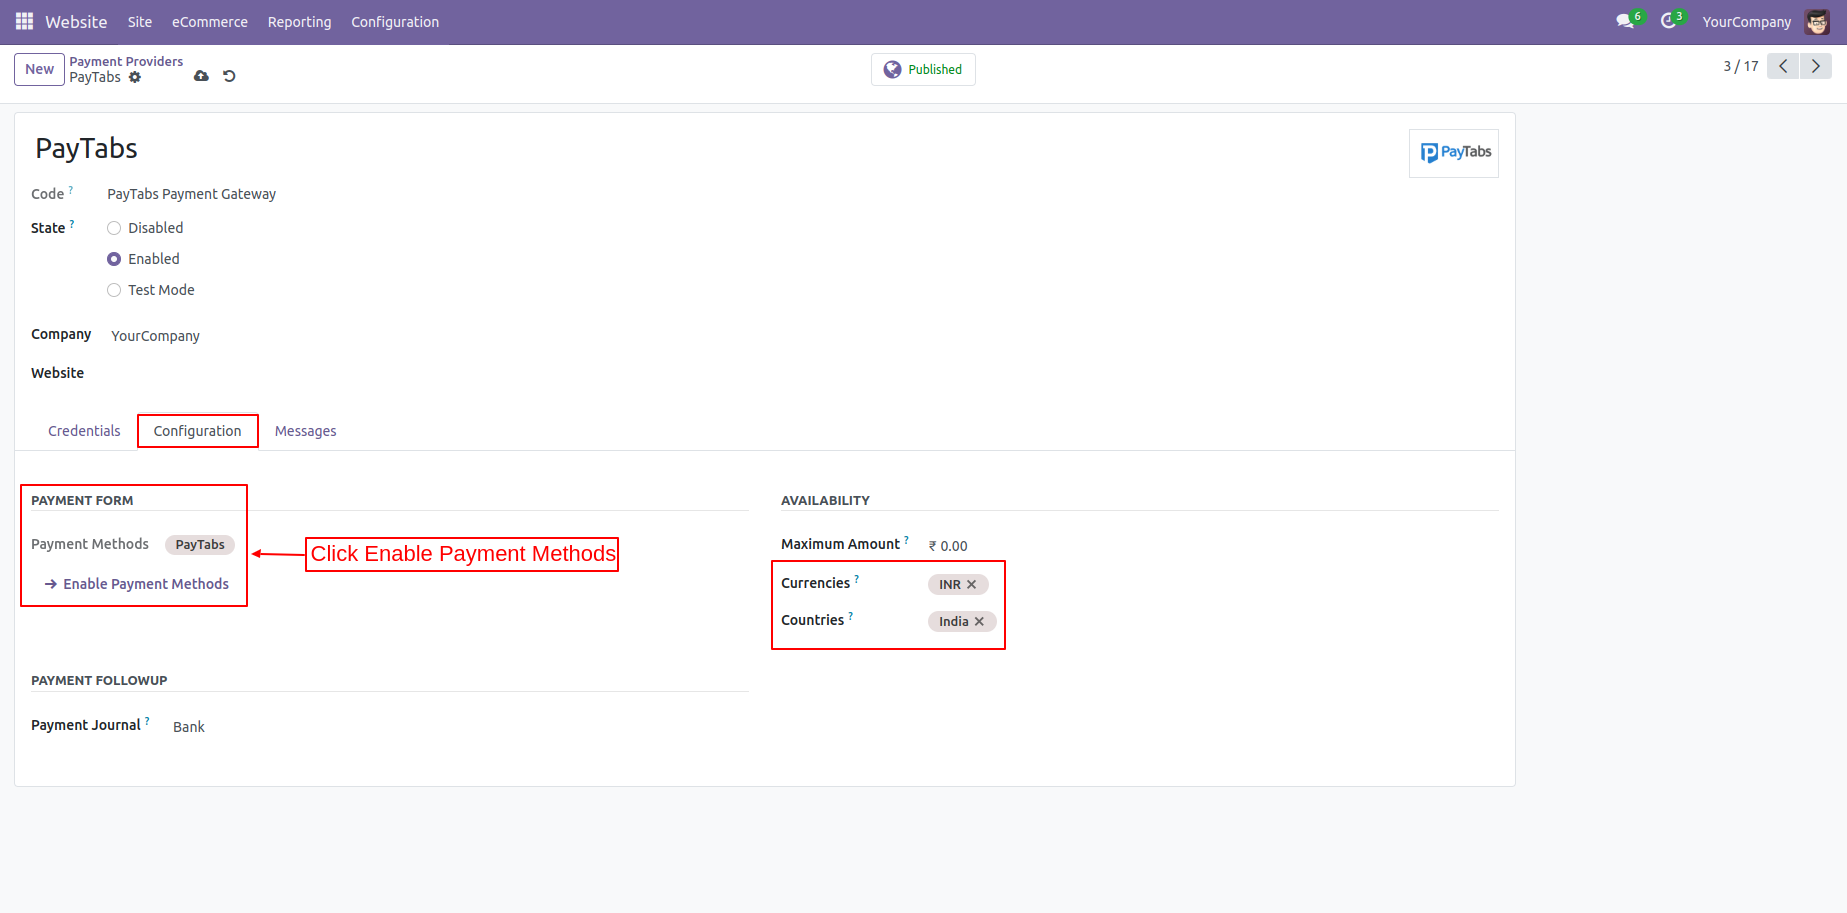 Website Site eCommerce Reporting Configuration 6 3 YourCompany
New Payment Providers
PayTabs
Published
3 / 17
PayTabs
PayTabs
Code ? PayTabs Payment Gateway
State ? Disabled
Enabled
Test Mode
Company YourCompany
Website
Credentials Configuration Messages
PAYMENT FORM
Payment Methods PayTabs
Click Enable Payment Methods
→ Enable Payment Methods
AVAILABILITY
Maximum Amount ? ₹ 0.00
Currencies ? INR ×
Countries ? India ×
PAYMENT FOLLOWUP
Payment Journal ? Bank